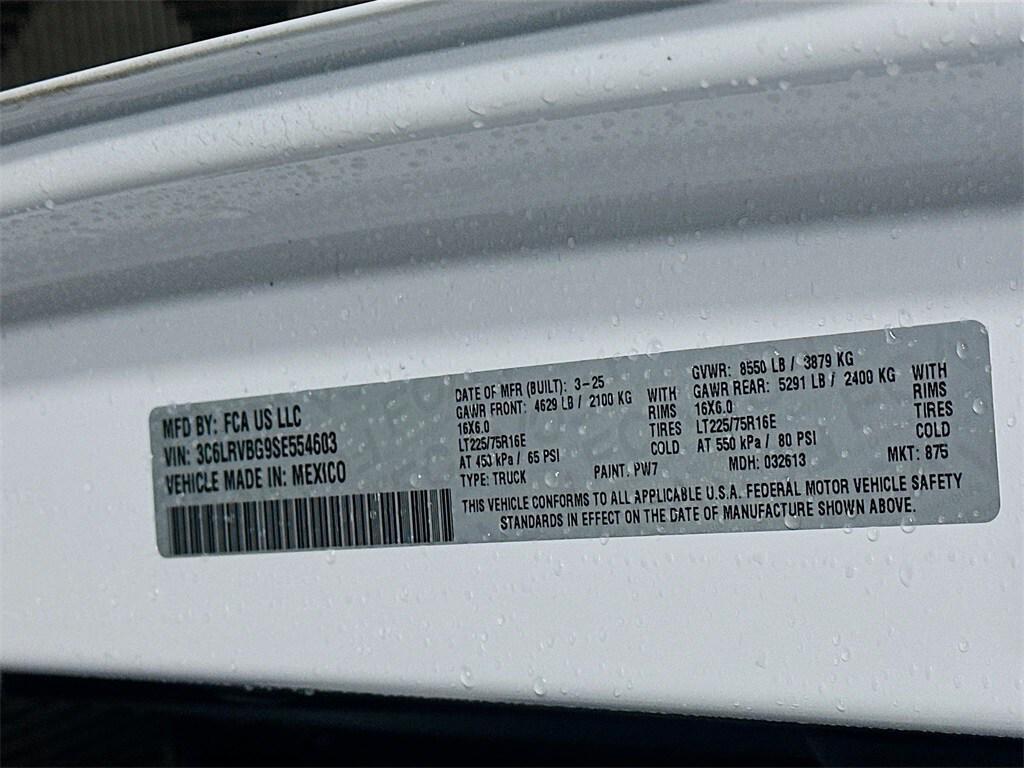 MFD BY: FCA US LLC
VIN: 3C6LRVBG9SE554603
VEHICLE MADE IN: MEXICO
DATE OF MFR (BUILT): 3-25
GAWR FRONT: 4629 LB / 2100 KG WITH
16X6.0 RIMS
LT225/75R16E TIRES
AT 450 kPa / 65 PSI COLD
TYPE: TRUCK
GVWR: 8550 LB / 3879 KG
GAWR REAR: 5291 LB / 2400 KG WITH
16X6.0 RIMS
LT225/75R16E TIRES
AT 550 kPa / 80 PSI COLD
PAINT: PW7 MDH: 032613 MKT: 875
THIS VEHICLE CONFORMS TO ALL APPLICABLE U.S.A. FEDERAL MOTOR VEHICLE SAFETY
STANDARDS IN EFFECT ON THE DATE OF MANUFACTURE SHOWN ABOVE.